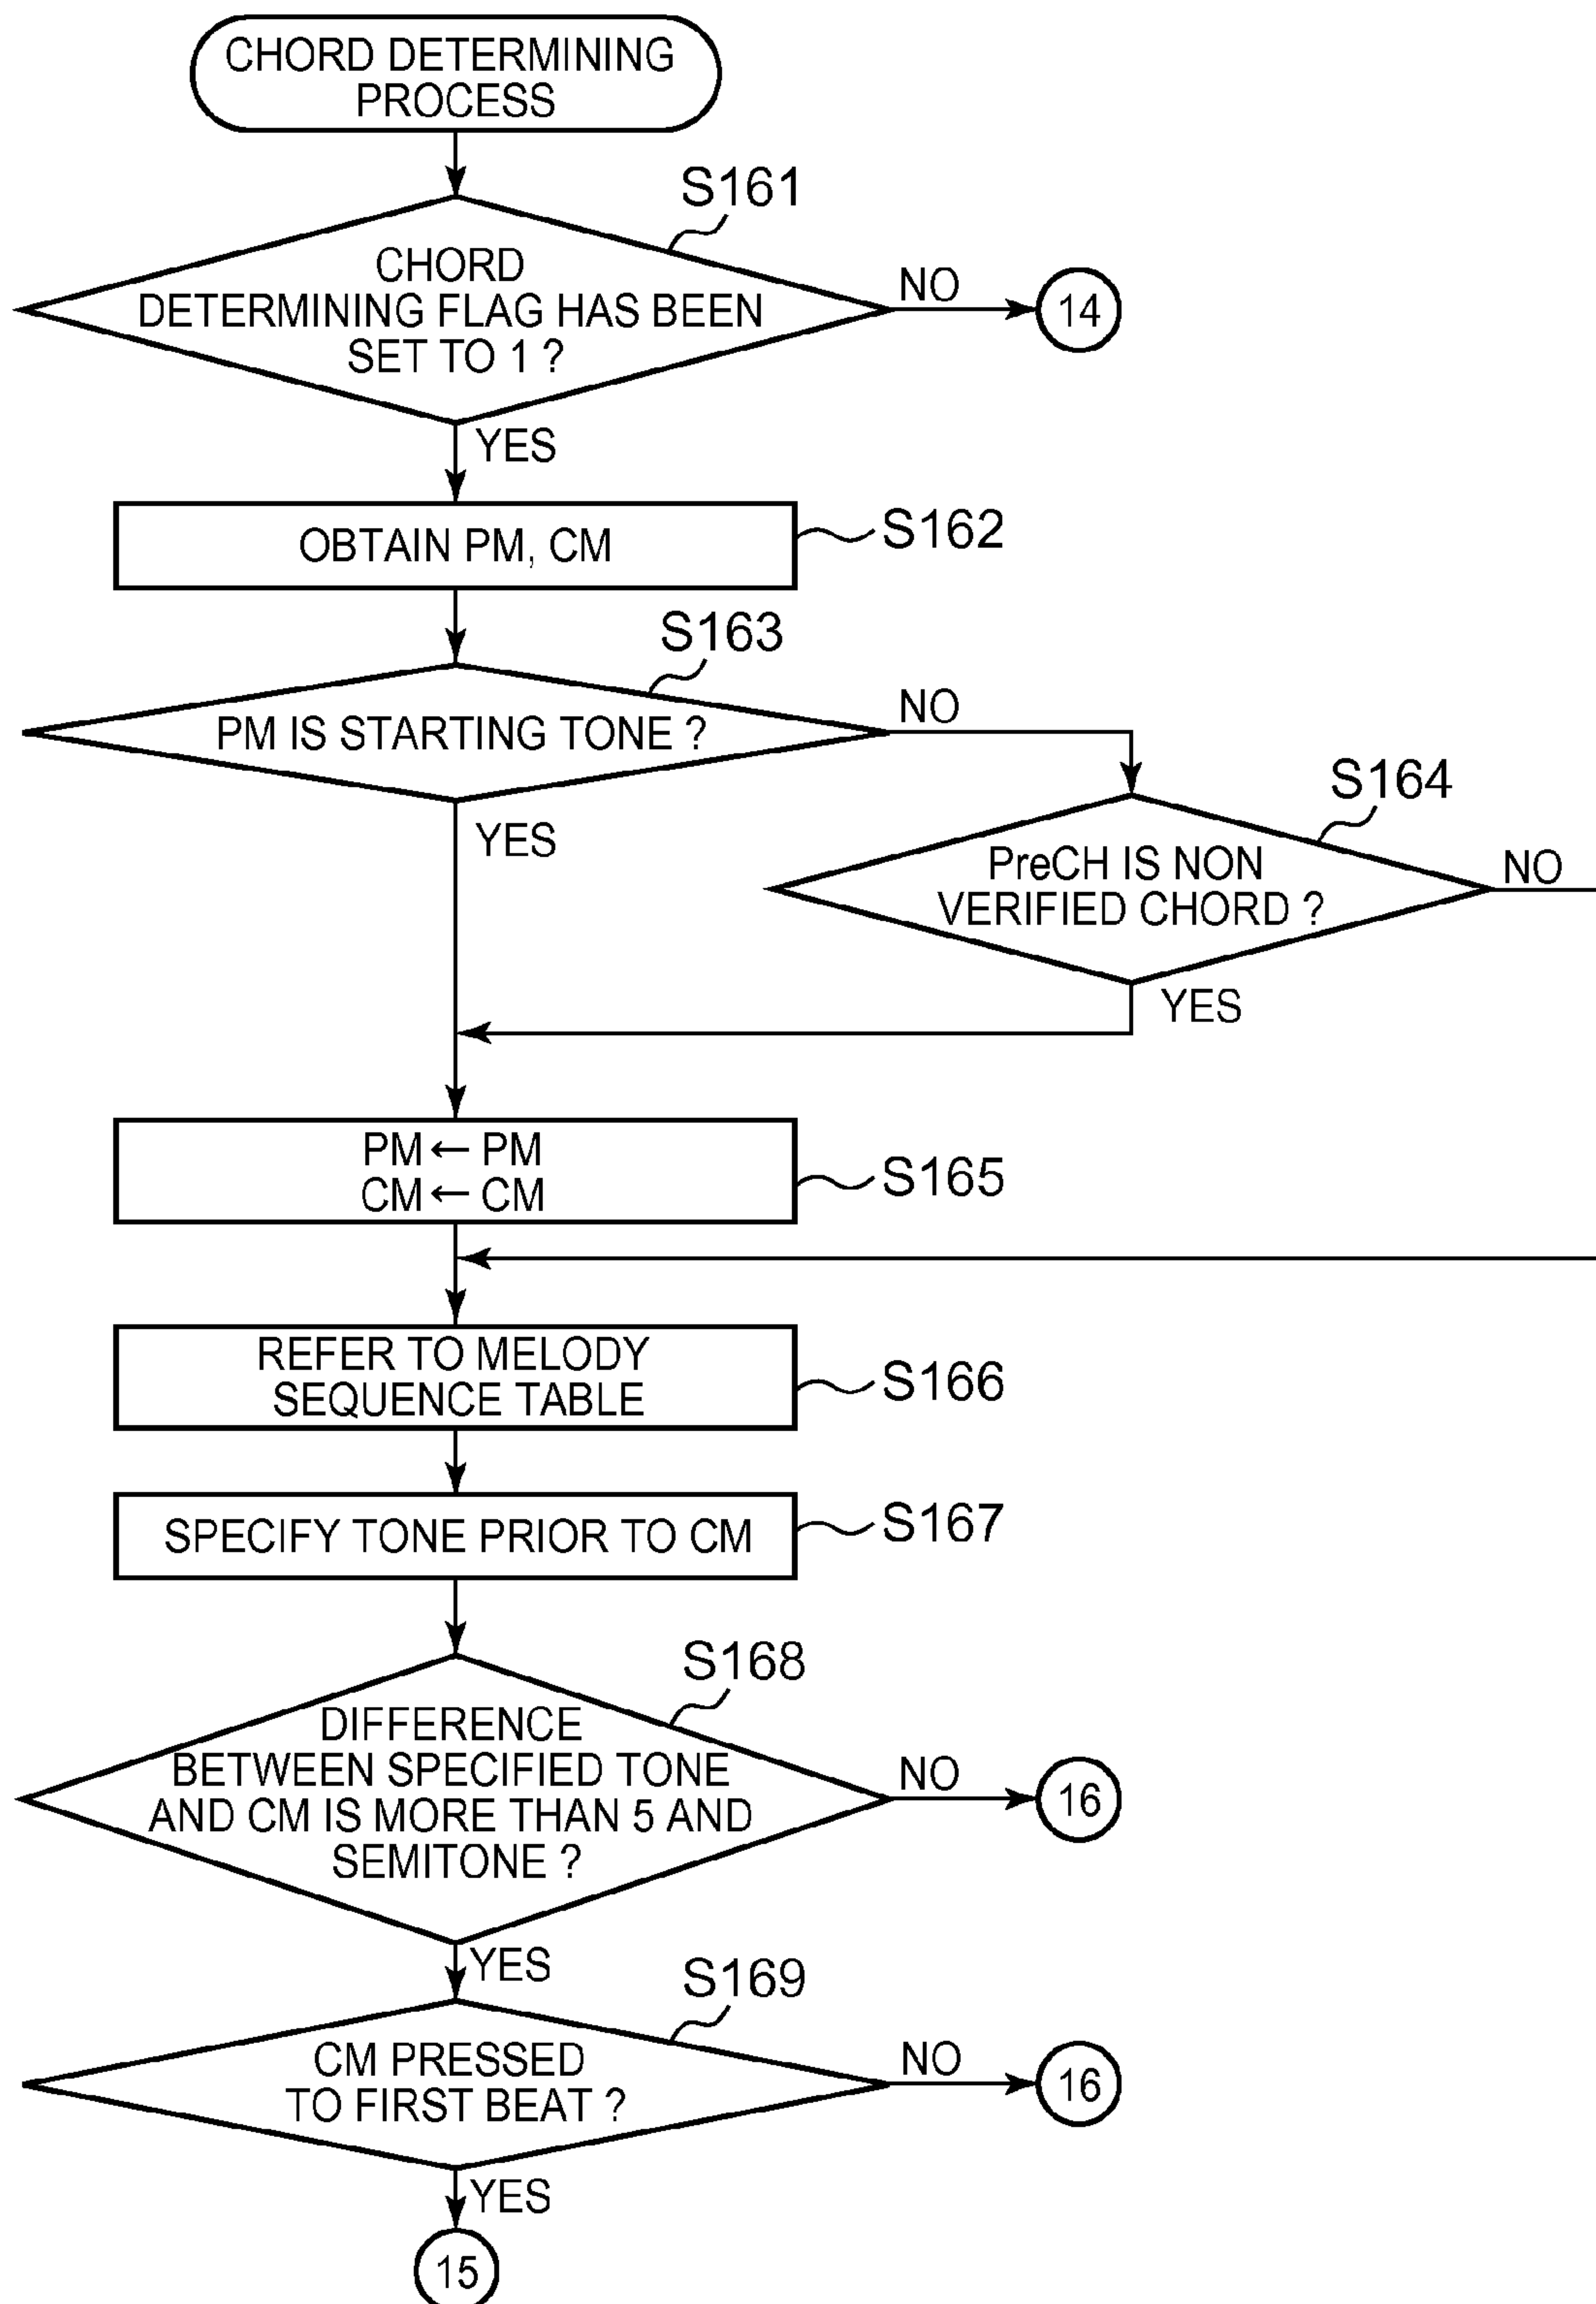 CHORD DETERMINING
PROCESS
S161
CHORD
DETERMINING FLAG HAS BEEN
SET TO 1 ?
NO
14
YES
OBTAIN PM, CM
S162
S163
PM IS STARTING TONE ?
NO
YES
S164
PreCH IS NON
VERIFIED CHORD ?
NO
YES
PM ← PM
CM ← CM
S165
REFER TO MELODY
SEQUENCE TABLE
S166
SPECIFY TONE PRIOR TO CM
S167
S168
DIFFERENCE
BETWEEN SPECIFIED TONE
AND CM IS MORE THAN 5 AND
SEMITONE ?
NO
16
YES
S169
CM PRESSED
TO FIRST BEAT ?
NO
16
YES
15